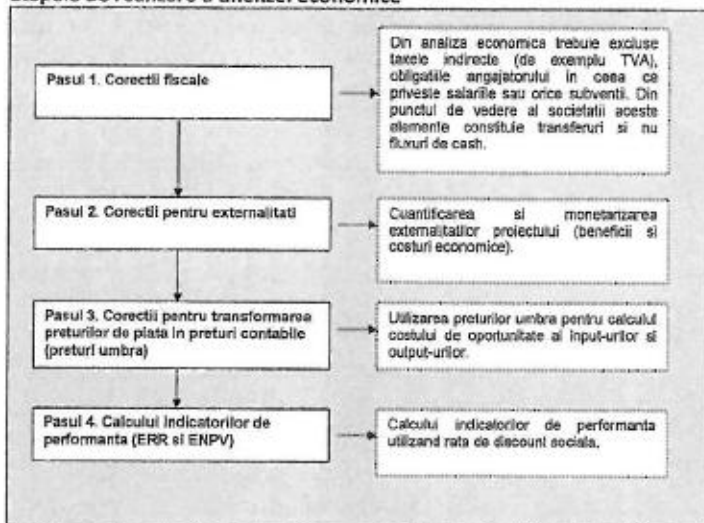 analizei economice
Pasul 1. Corectii fiscale
Din analiza economica trebuie excluse
taxele indirecte (de exemplu TVA),
obligatiile angajatorului in ceea ce
priveste salariile sau orice subventii. Din
punctul de vedere al societatii aceste
elemente constituie transferuri si nu
fluxuri de cash.
Pasul 2. Corectii pentru externalitati
Cuantificarea si monetarizarea
externalitatilor proiectului (beneficii si
costuri economice).
Pasul 3. Corectii pentru transformarea
preturilor de plata in preturi contabile
(preturi umbra)
Utilizarea preturilor umbra pentru calculul
costului de oportunitate al input-urilor si
output-urilor.
Pasul 4. Calculul indicatorilor de
performanta (ERR si ENPV)
Calculul indicatorilor de performanta
utilizand rata de discount sociala.